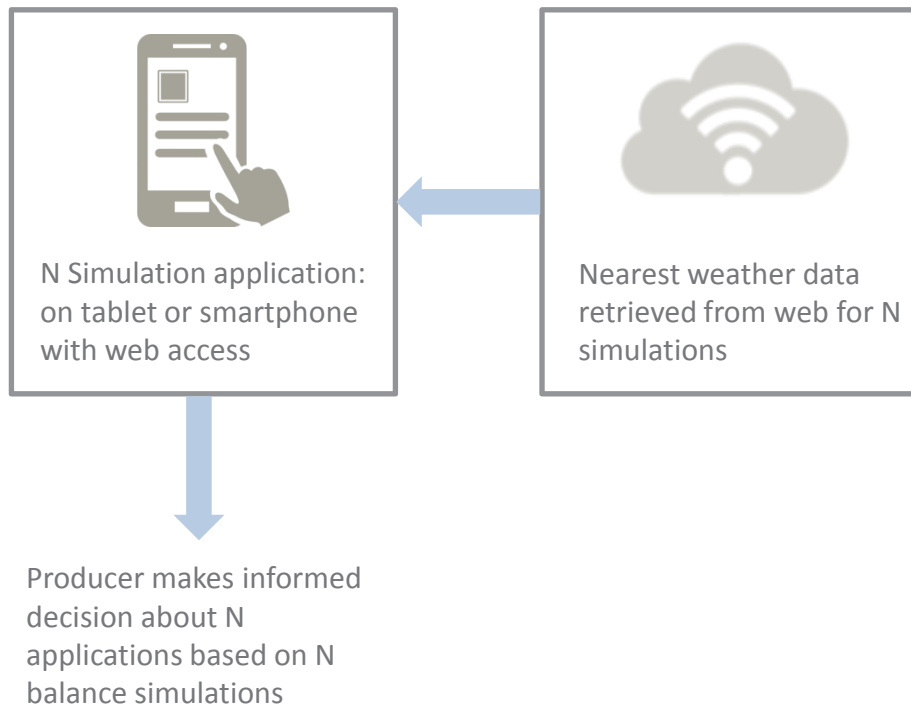 N Simulation application:
on tablet or smartphone
with web access
Nearest weather data
retrieved from web for N
simulations
Producer makes informed
decision about N
applications based on N
balance simulations